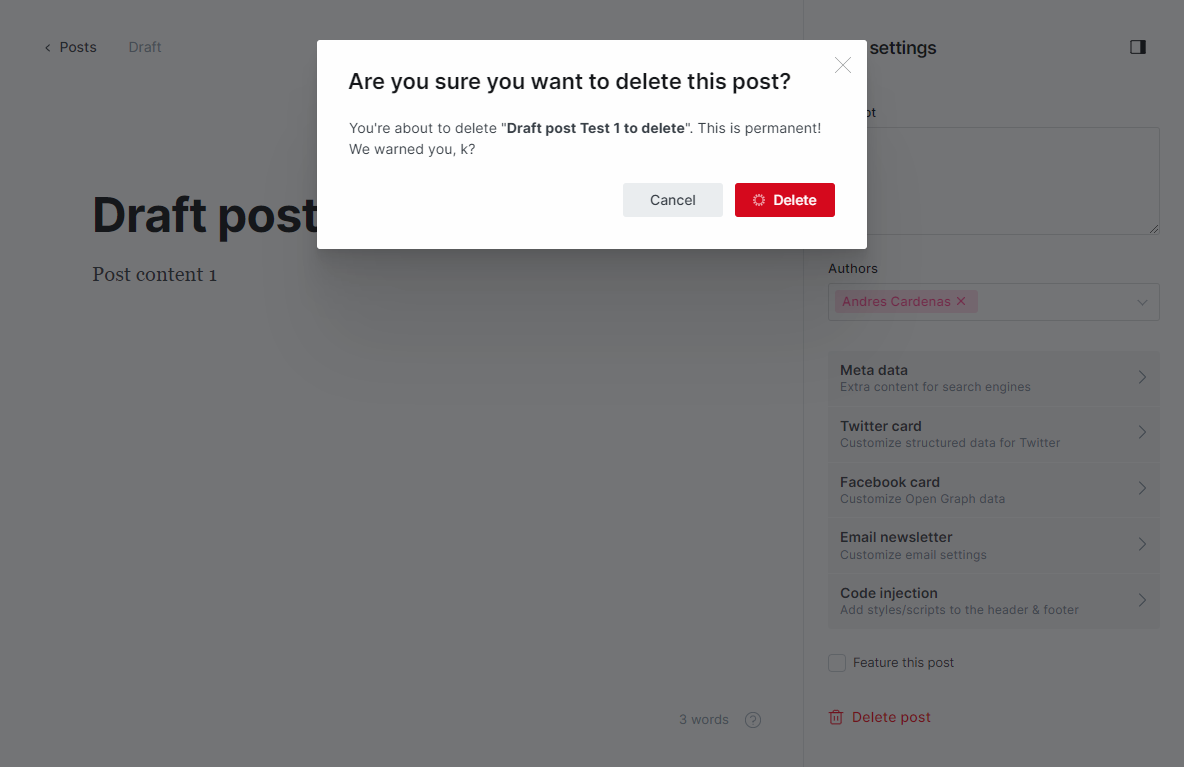 Posts
Draft
settings
Are you sure you want to delete this post?
You're about to delete "Draft post Test 1 to delete". This is permanent!
We warned you, k?
Cancel
Delete
Draft post
Post content 1
Authors
Andres Cardenas
Meta data
Extra content for search engines
Twitter card
Customize structured data for Twitter
Facebook card
Customize Open Graph data
Email newsletter
Customize email settings
Code injection
Add styles/scripts to the header & footer
Feature this post
3 words
?
Delete post